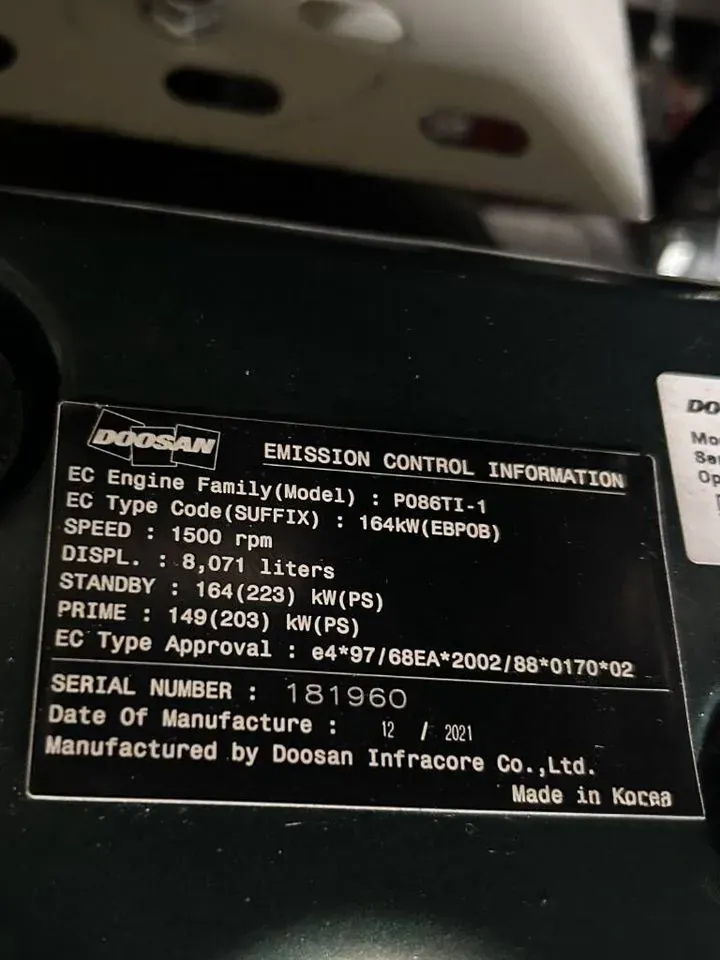 DOOSAN
EMISSION CONTROL INFORMATION
EC Engine Family(Model) : P086TI-1
EC Type Code(SUFFIX) : 164kW(EBPOB)
SPEED : 1500 rpm
DISPL. : 8,071 liters
STANDBY : 164(223) kW(PS)
PRIME : 149(203) kW(PS)
EC Type Approval : e4*97/68EA*2002/88*0170*02
SERIAL NUMBER : 181960
Date Of Manufacture : 12 / 2021
Manufactured by Doosan Infracore Co.,Ltd.
Made in Korea